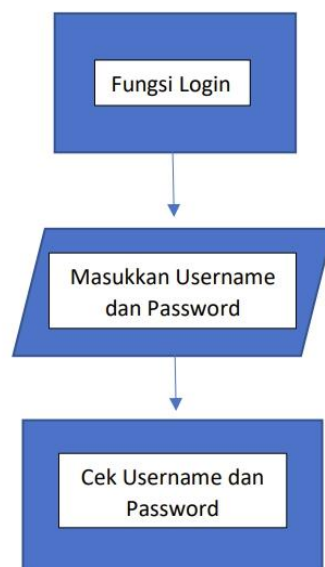 Fungsi Login
Masukkan Username
dan Password
Cek Username dan
Password